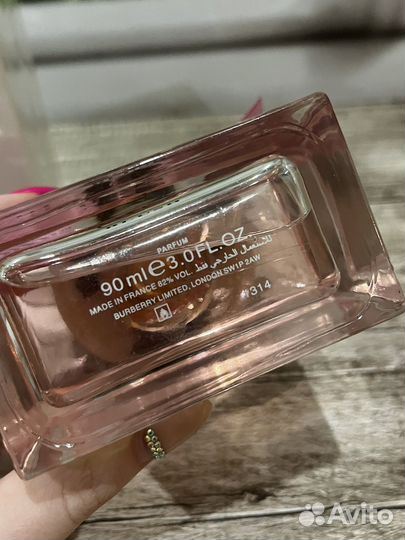 PARFUM
90 ml e 3.0FL.OZ.
للاستعمال الخارجي فقط
MADE IN FRANCE 82% VOL.
BURBERRY LIMITED, LONDON SW1P 2AW
Avito